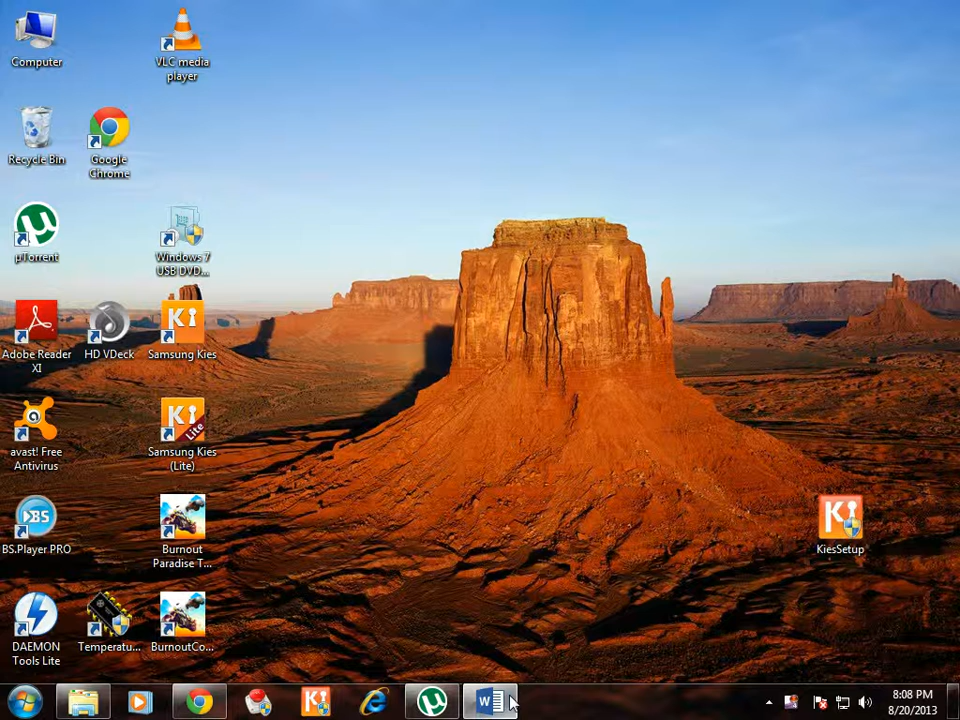 Computer
VLC media
player
Recycle Bin
Google
Chrome
µTorrent
Windows 7
USB DVD...
Adobe Reader
XI
HD VDeck
Samsung Kies
avast! Free
Antivirus
Samsung Kies
(Lite)
BS.Player PRO
Burnout
Paradise T...
KiesSetup
DAEMON
Tools Lite
Temperatu...
BurnoutCo...
8:08 PM
8/20/2013